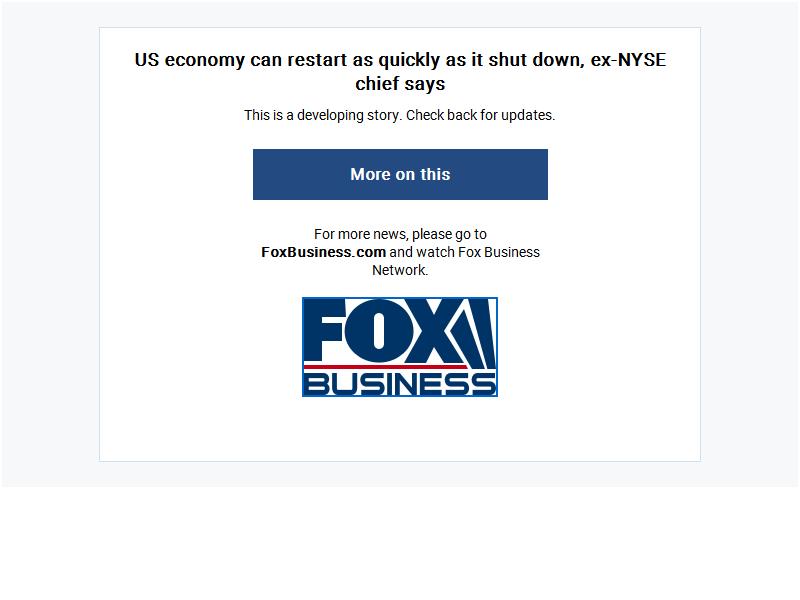 US economy can restart as quickly as it shut down, ex-NYSE
chief says
This is a developing story. Check back for updates.
More on this
For more news, please go to
FoxBusiness.com and watch Fox Business
Network.
FOX
BUSINESS